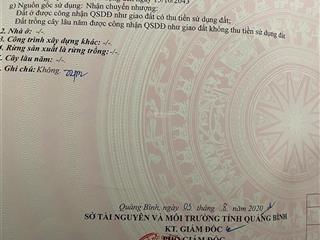 g) Nguồn gốc sử dụng: Nhận chuyển nhượng:
Đất ở được công nhận QSDĐ như giao đất có thu tiền sử dụng đất;
Đất trồng cây lâu năm được công nhận QSDĐ như giao đất không thu tiền sử dụng đất
2. Nhà ở: -/-
3. Công trình xây dựng khác: -/-
4. Rừng sản xuất là rừng trồng: -/-
5. Cây lâu năm: -/-
6. Ghi chú: Không.
Quảng Bình, ngày 03 tháng 8 năm 2020
SỞ TÀI NGUYÊN VÀ MÔI TRƯỜNG TỈNH QUẢNG BÌNH
KT. GIÁM ĐỐC
PHÓ GIÁM ĐỐC